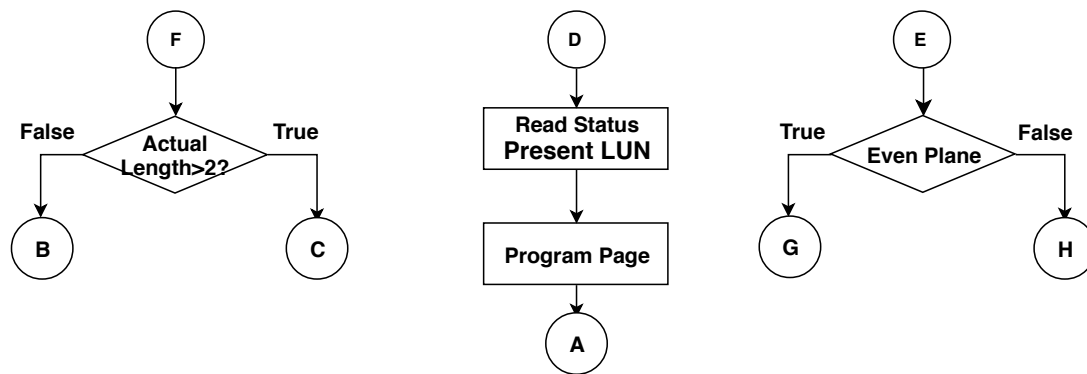 F
False
True
Actual
Length>2?
B
C
D
Read Status
Present LUN
Program Page
A
E
True
False
Even Plane
G
H